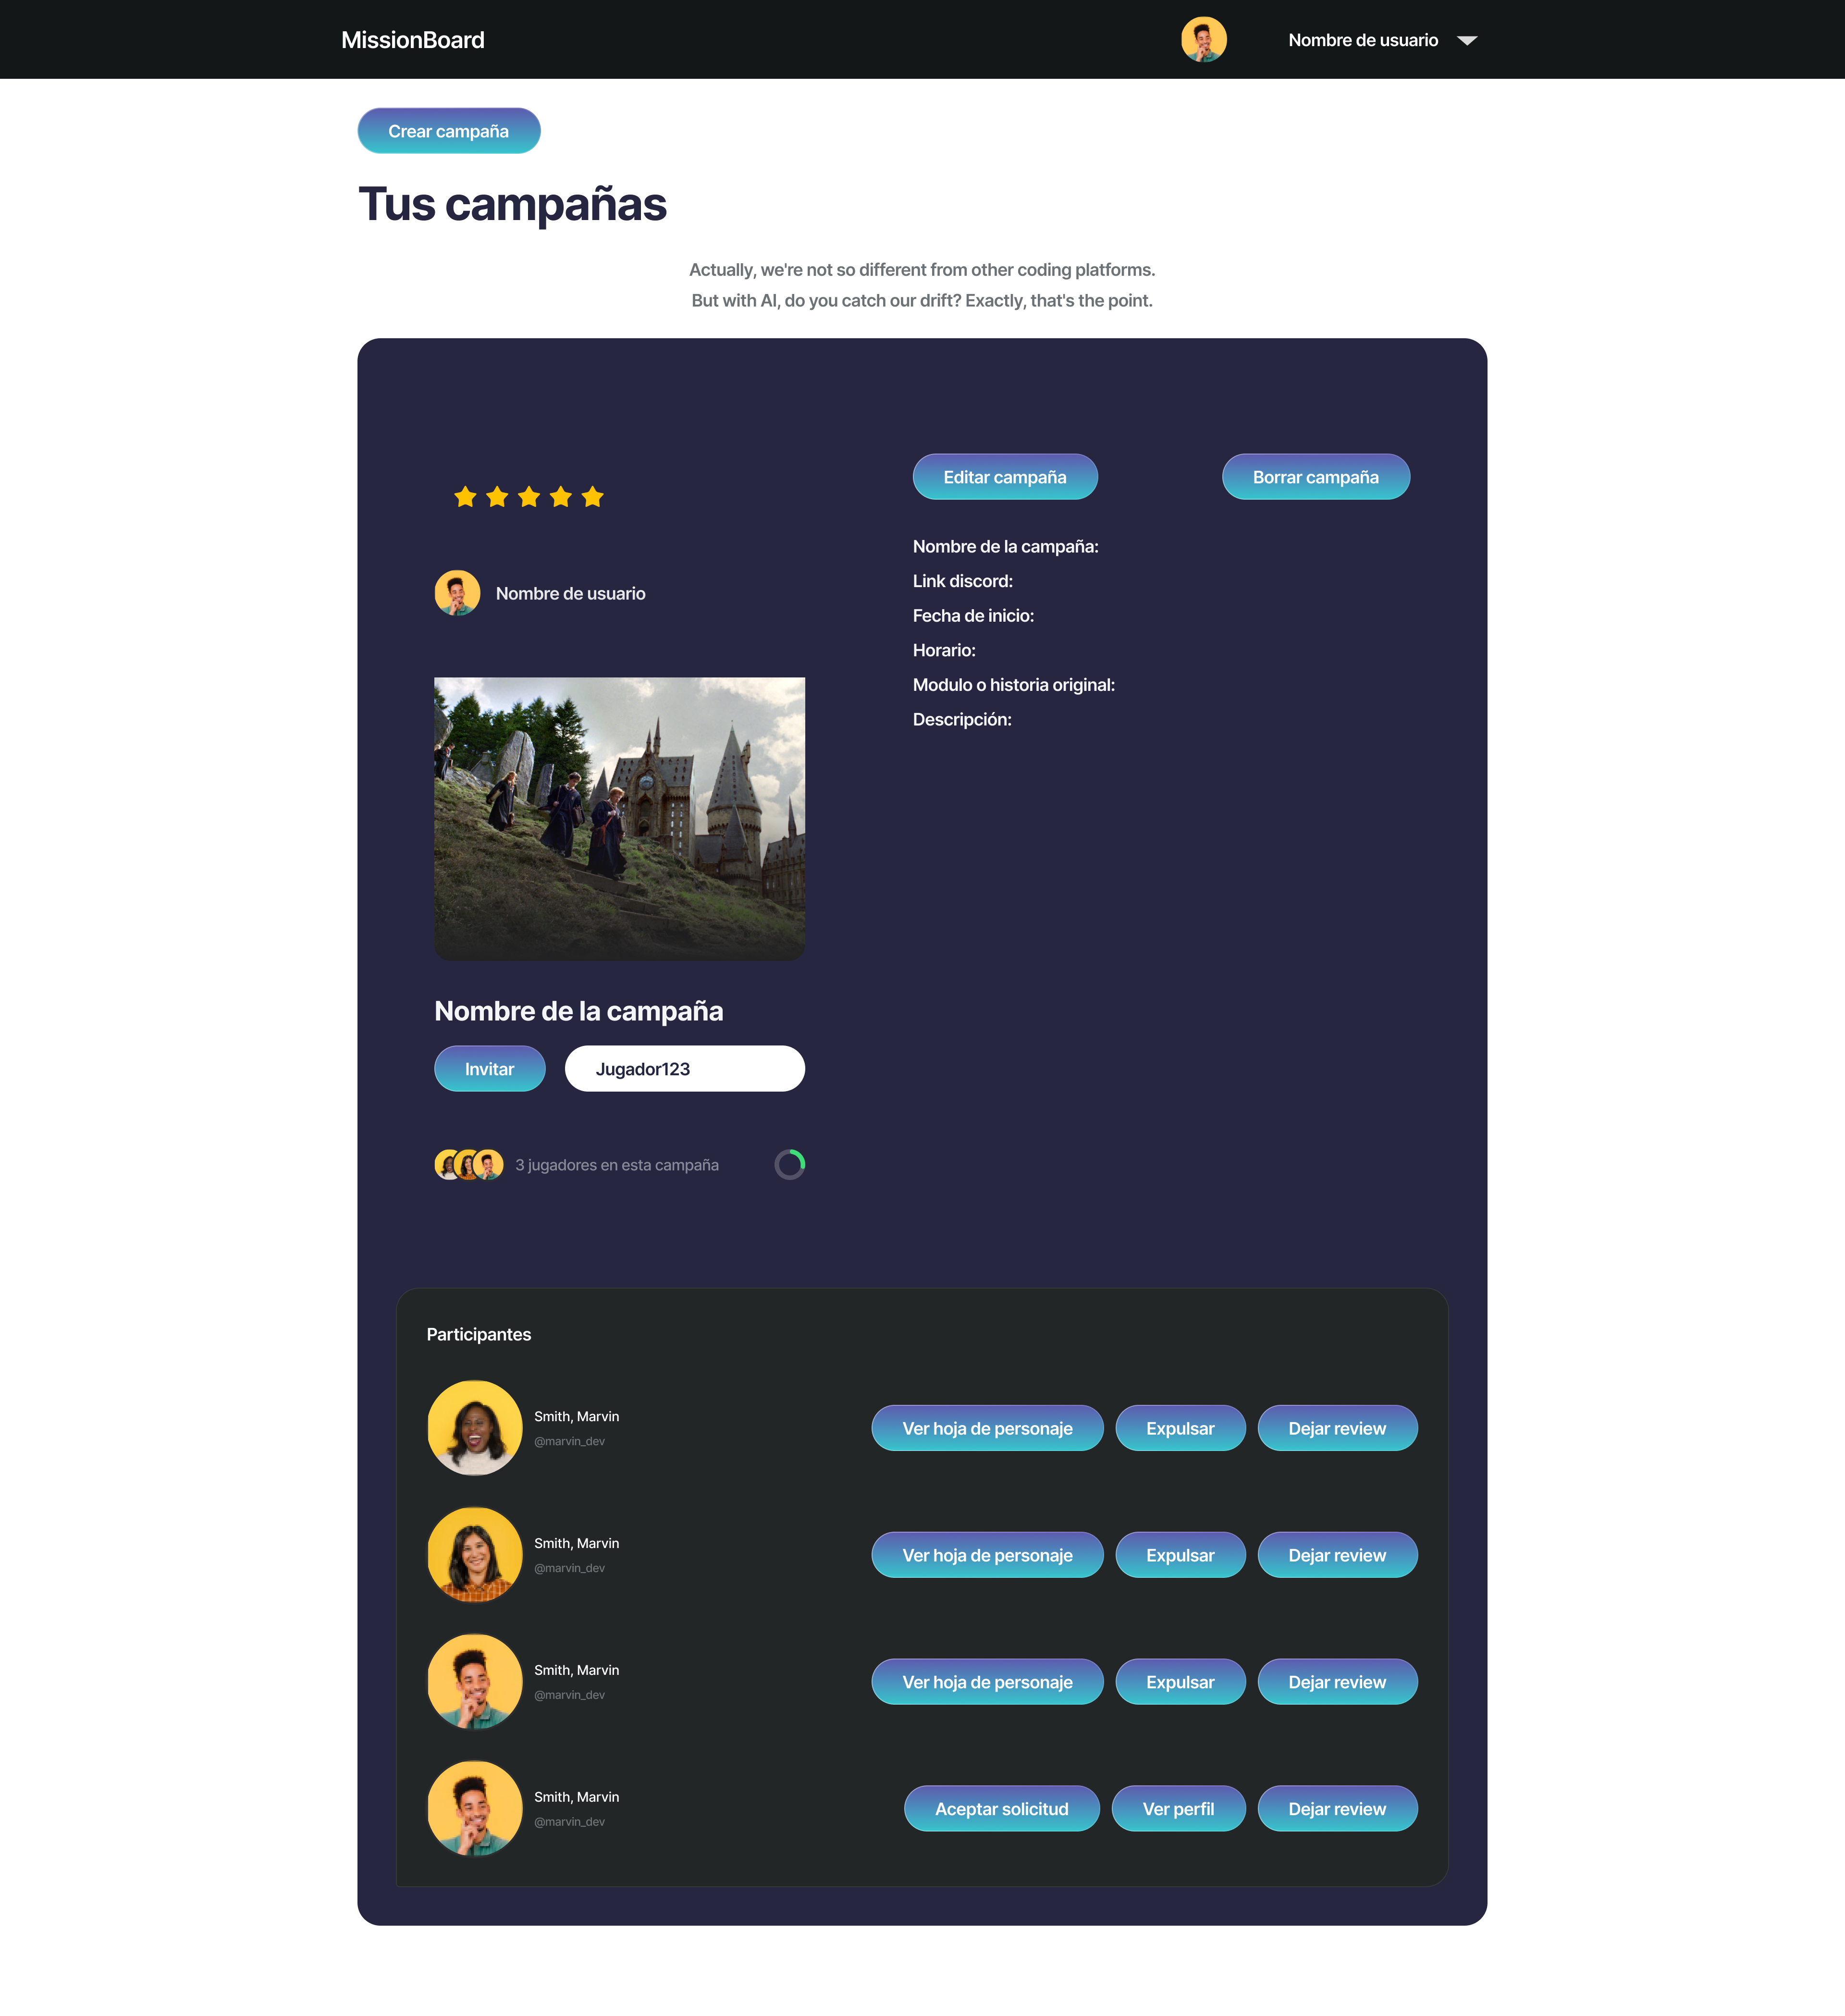 MissionBoard
Nombre de usuario
Crear campaña
Tus campañas
Actually, we're not so different from other coding platforms.
But with AI, do you catch our drift? Exactly, that's the point.
Editar campaña
Borrar campaña
Nombre de usuario
Nombre de la campaña:
Link discord:
Fecha de inicio:
Horario:
Modulo o historia original:
Descripción:
Nombre de la campaña
Invitar
Jugador123
3 jugadores en esta campaña
Participantes
Smith, Marvin
@marvin_dev
Ver hoja de personaje
Expulsar
Dejar review
Smith, Marvin
@marvin_dev
Ver hoja de personaje
Expulsar
Dejar review
Smith, Marvin
@marvin_dev
Ver hoja de personaje
Expulsar
Dejar review
Smith, Marvin
@marvin_dev
Aceptar solicitud
Ver perfil
Dejar review